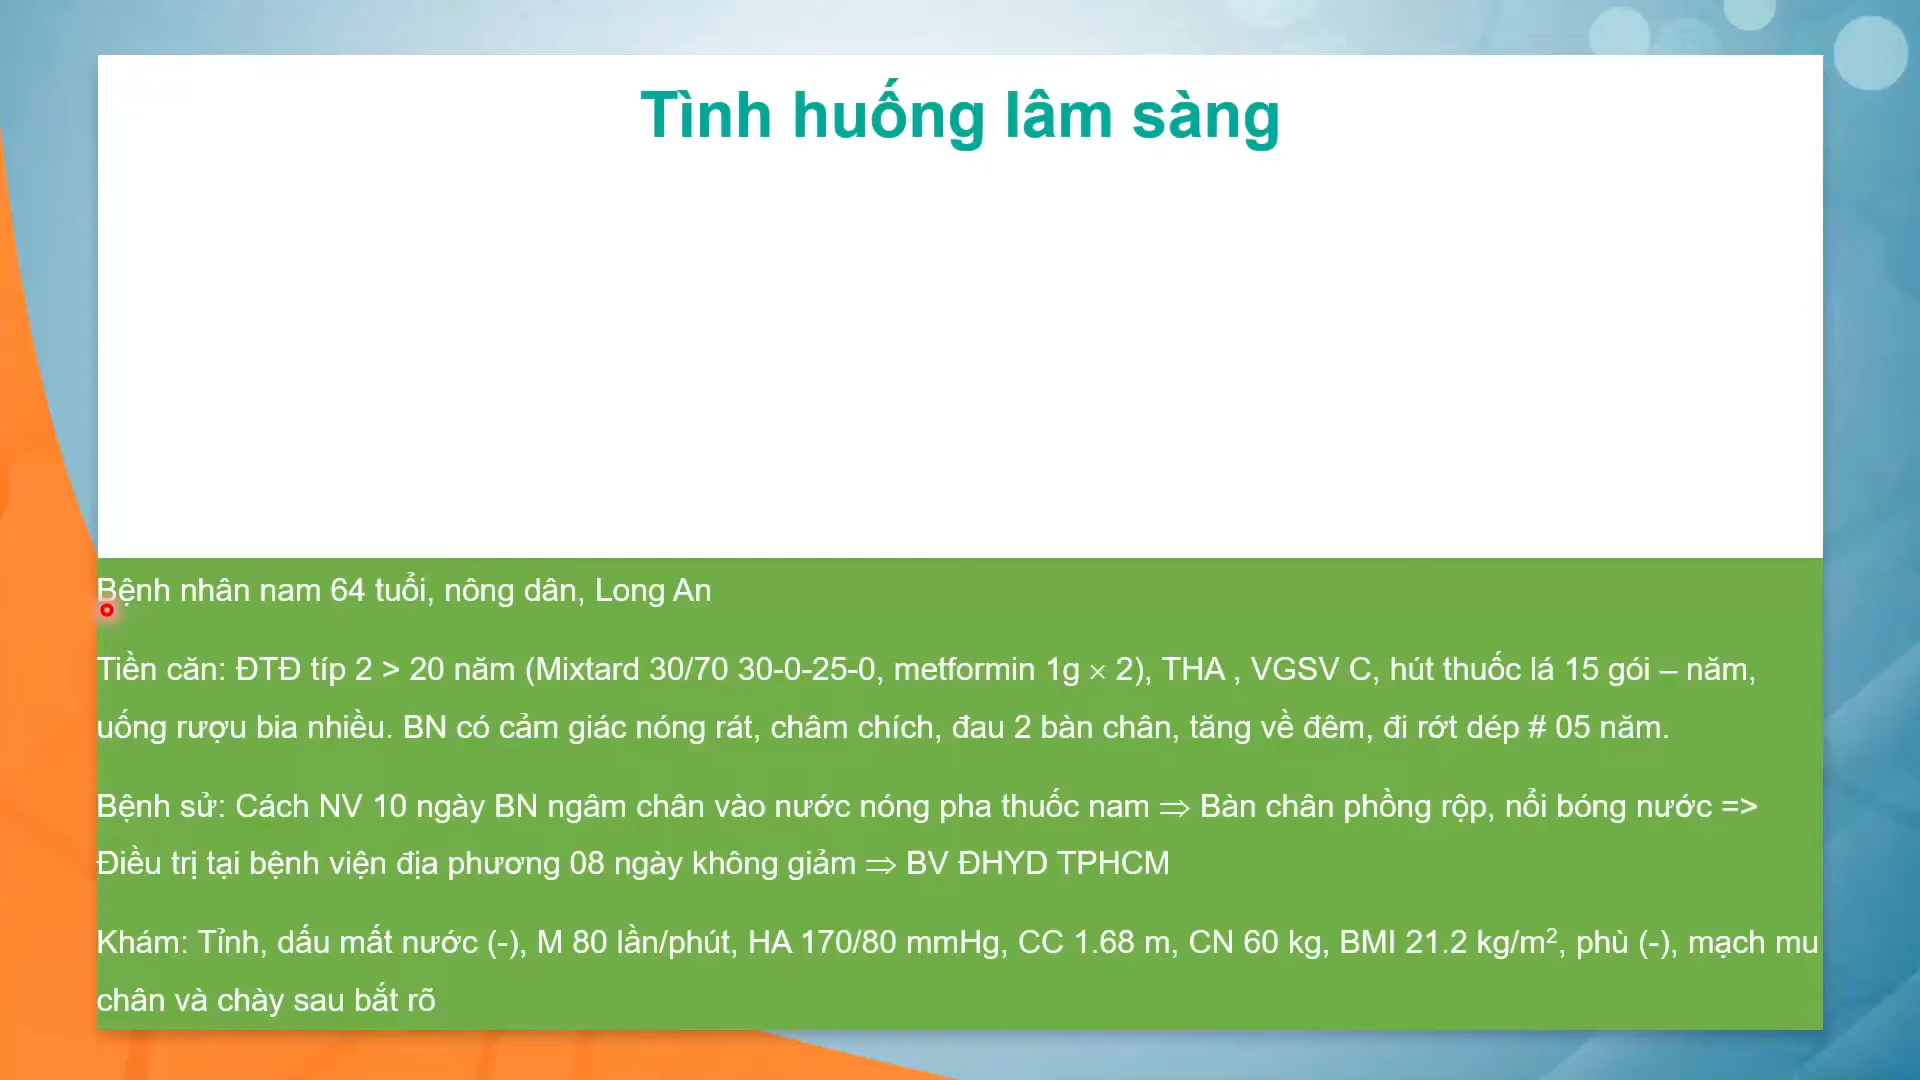 Tình huống lâm sàng
Bệnh nhân nam 64 tuổi, nông dân, Long An
Tiền căn: ĐTĐ típ 2 > 20 năm (Mixtard 30/70 30-0-25-0, metformin 1g × 2), THA , VGSV C, hút thuốc lá 15 gói – năm,
uống rượu bia nhiều. BN có cảm giác nóng rát, châm chích, đau 2 bàn chân, tăng về đêm, đi rớt dép # 05 năm.
Bệnh sử: Cách NV 10 ngày BN ngâm chân vào nước nóng pha thuốc nam ⇒ Bàn chân phồng rộp, nổi bóng nước =>
Điều trị tại bệnh viện địa phương 08 ngày không giảm ⇒ BV ĐHYD TPHCM
Khám: Tỉnh, dấu mất nước (-), M 80 lần/phút, HA 170/80 mmHg, CC 1.68 m, CN 60 kg, BMI 21.2 kg/m², phù (-), mạch mu
chân và chày sau bắt rõ